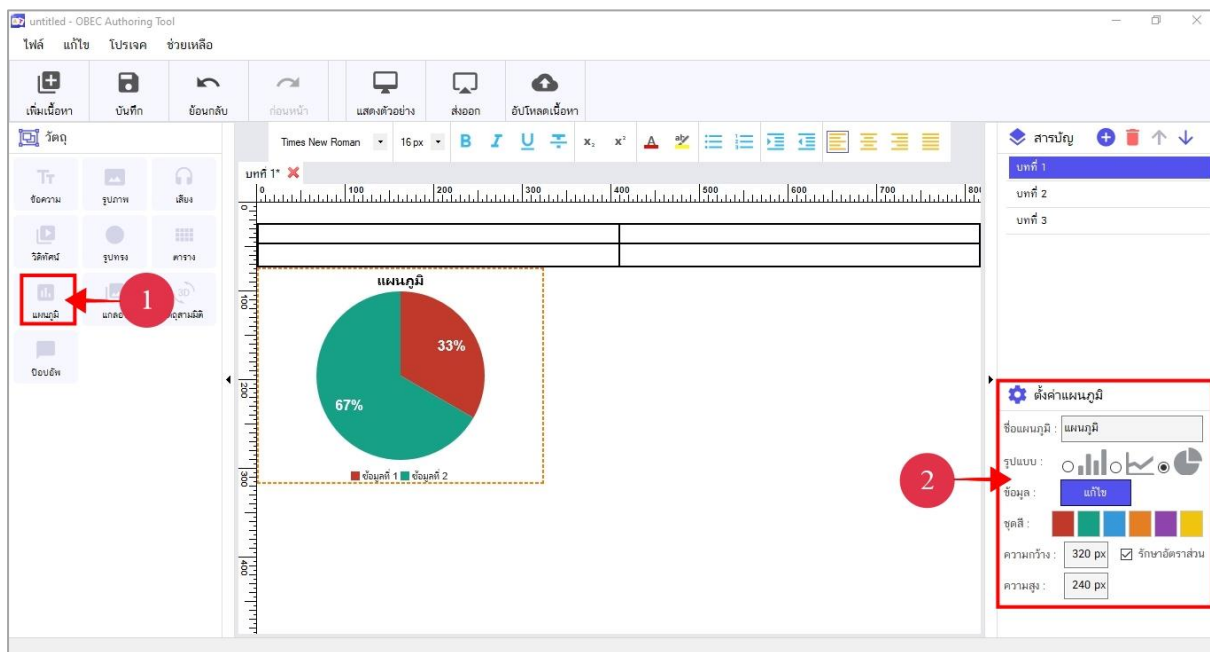 untitled - OBEC Authoring Tool
ไฟล์ แก้ไข โปรเจค ช่วยเหลือ
เพิ่มเนื้อหา บันทึก ย้อนกลับ ก่อนหน้า แสดงตัวอย่าง ส่งออก อัปโหลดเนื้อหา
วัตถุ
Times New Roman 16 px B I U T x₂ x² A aby
สารบัญ
ข้อความ รูปภาพ เสียง
วิดีทัศน์ รูปทรง ตาราง
แผนภูมิ
1
ป๊อบอัพ
บทที่ 1*
0 100 200 300 400 500 600 700 800
0
100
200
300
400
แผนภูมิ
33%
67%
ข้อมูลที่ 1 ข้อมูลที่ 2
บทที่ 1
บทที่ 2
บทที่ 3
2
ตั้งค่าแผนภูมิ
ชื่อแผนภูมิ : แผนภูมิ
รูปแบบ :
ข้อมูล : แก้ไข
ชุดสี :
ความกว้าง : 320 px รักษาอัตราส่วน
ความสูง : 240 px